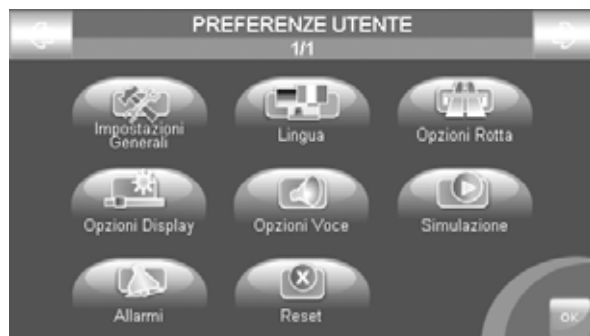 PREFERENZE UTENTE
1/1
Impostazioni
Generali
Lingua
Opzioni Rotta
Opzioni Display
Opzioni Voce
Simulazione
Allarmi
Reset
OK